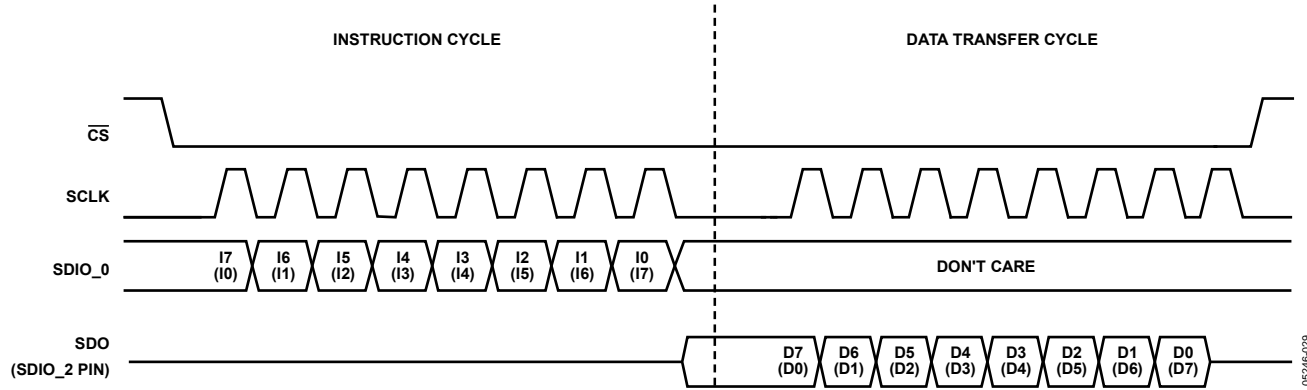 INSTRUCTION CYCLE
DATA TRANSFER CYCLE
CS
SCLK
SDIO_0
I7 I6 I5 I4 I3 I2 I1 I0
(I0) (I1) (I2) (I3) (I4) (I5) (I6) (I7)
DON'T CARE
SDO
(SDIO_2 PIN)
D7 D6 D5 D4 D3 D2 D1 D0
(D0) (D1) (D2) (D3) (D4) (D5) (D6) (D7)
05246-029